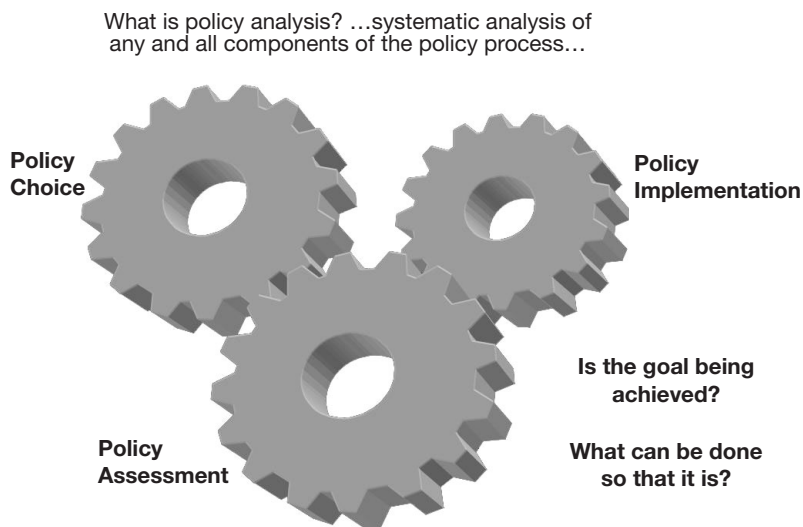 What is policy analysis? …systematic analysis of
any and all components of the policy process…
Policy
Choice
Policy
Implementation
Is the goal being
achieved?
Policy
Assessment
What can be done
so that it is?